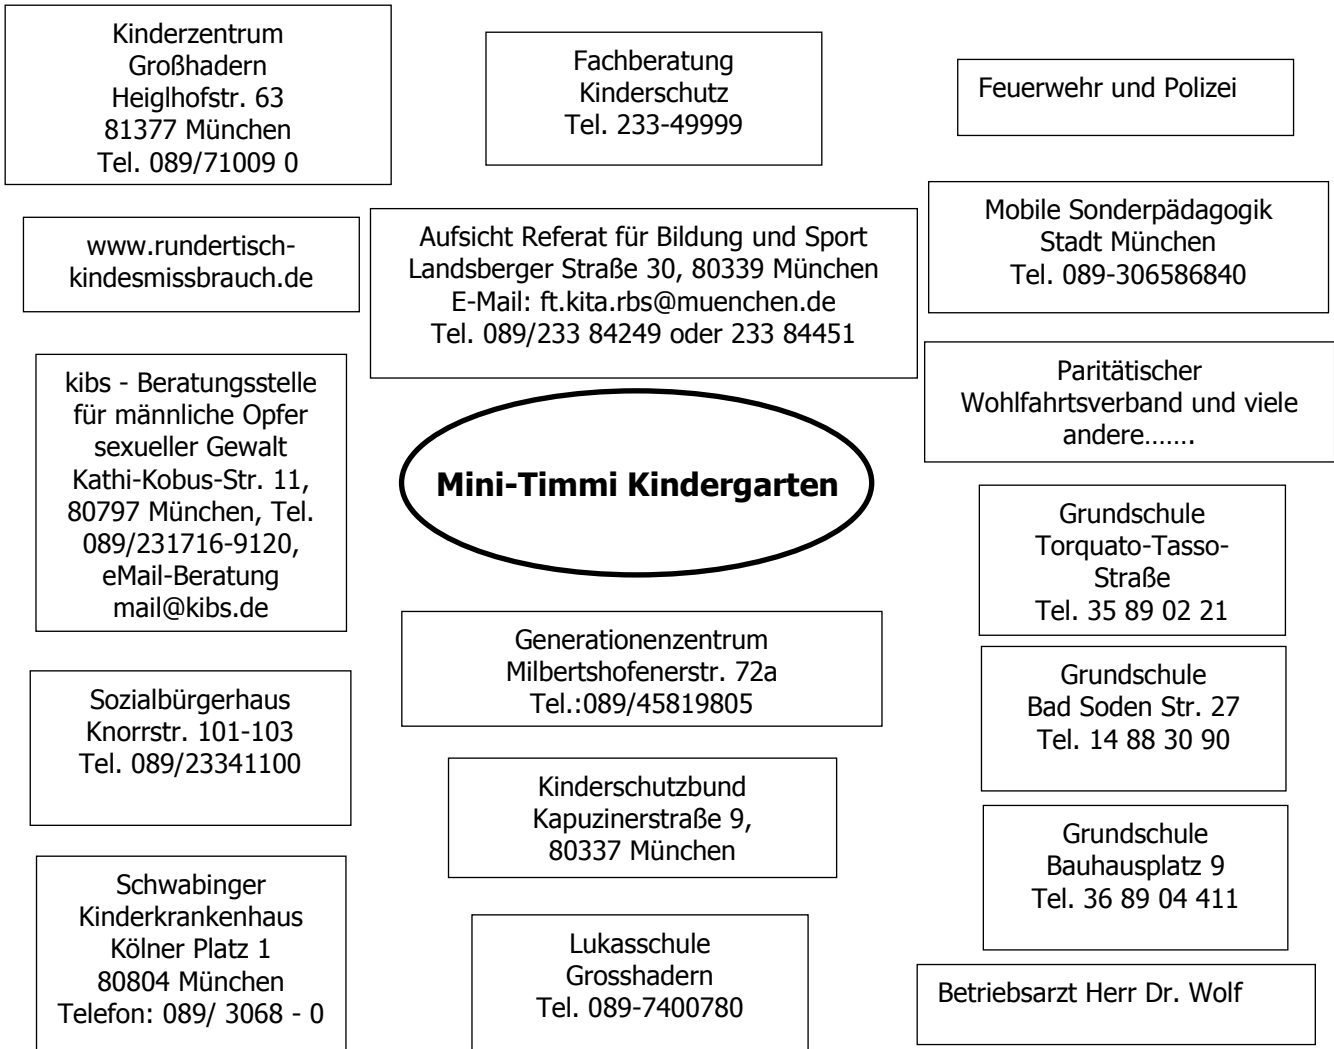 Kinderzentrum
Großhadern
Heiglhofstr. 63
81377 München
Tel. 089/71009 0
Fachberatung
Kinderschutz
Tel. 233-49999
Feuerwehr und Polizei
www.rundertisch-
kindesmissbrauch.de
Aufsicht Referat für Bildung und Sport
Landsberger Straße 30, 80339 München
E-Mail: ft.kita.rbs@muenchen.de
Tel. 089/233 84249 oder 233 84451
Mobile Sonderpädagogik
Stadt München
Tel. 089-306586840
kibs - Beratungsstelle
für männliche Opfer
sexueller Gewalt
Kathi-Kobus-Str. 11,
80797 München, Tel.
089/231716-9120,
eMail-Beratung
mail@kibs.de
Mini-Timmi Kindergarten
Paritätischer
Wohlfahrtsverband und viele
andere.......
Grundschule
Torquato-Tasso-
Straße
Tel. 35 89 02 21
Generationenzentrum
Milbertshofenerstr. 72a
Tel.:089/45819805
Sozialbürgerhaus
Knorrstr. 101-103
Tel. 089/23341100
Grundschule
Bad Soden Str. 27
Tel. 14 88 30 90
Kinderschutzbund
Kapuzinerstraße 9,
80337 München
Grundschule
Bauhausplatz 9
Tel. 36 89 04 411
Schwabinger
Kinderkrankenhaus
Kölner Platz 1
80804 München
Telefon: 089/ 3068 - 0
Lukasschule
Grosshadern
Tel. 089-7400780
Betriebsarzt Herr Dr. Wolf